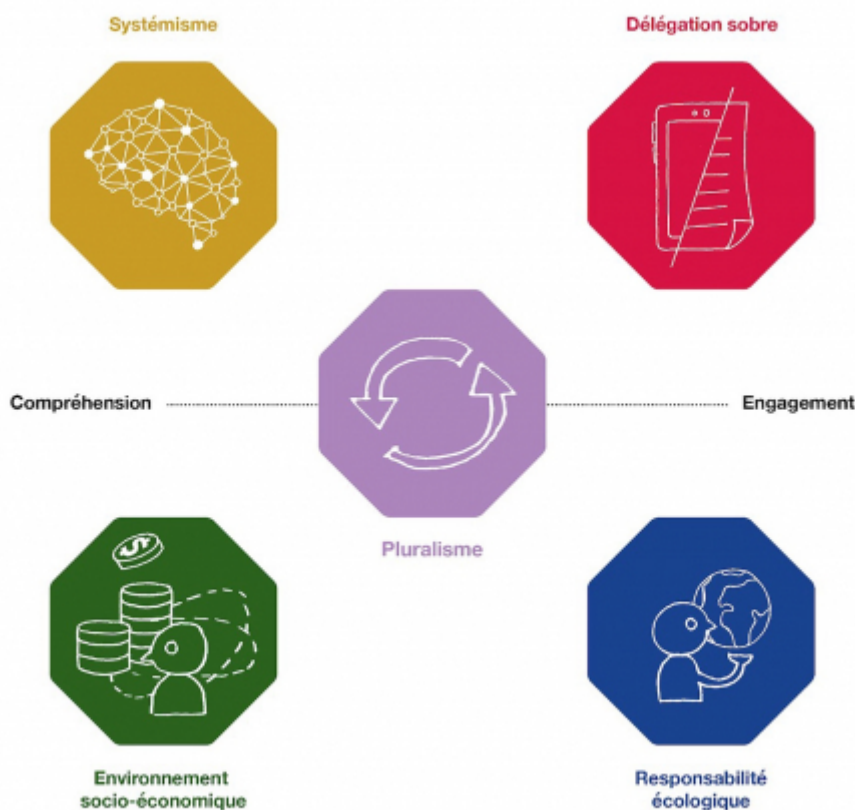 Systémisme
Délégation sobre
Compréhension
Engagement
Pluralisme
Environnement
socio-économique
Responsabilité
écologique